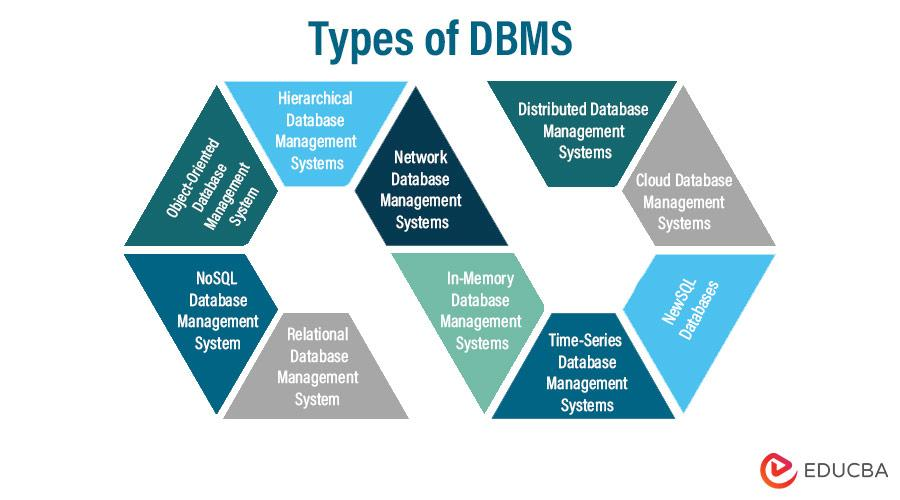 Types of DBMS
Hierarchical
Database
Management
Systems
Distributed Database
Management
Systems
Object-Oriented
Database
Management
System
Network
Database
Management
Systems
Cloud Database
Management
Systems
NoSQL
Database
Management
System
In-Memory
Database
Management
Systems
NewSQL
Databases
Relational
Database
Management
System
Time-Series
Database
Management
Systems
EDUCBA